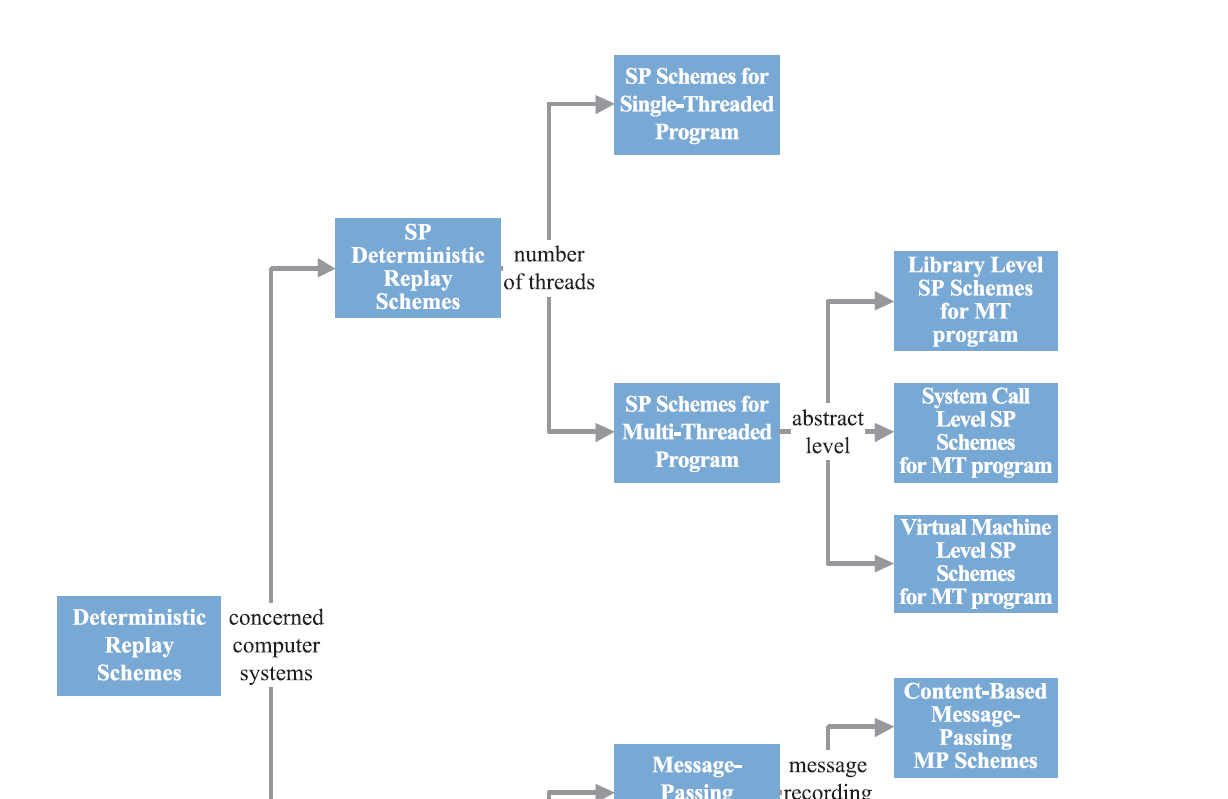 SP Schemes for
Single-Threaded
Program
SP
Deterministic
Replay
Schemes
number
of threads
Library Level
SP Schemes
for MT
program
SP Schemes for
Multi-Threaded
Program
abstract
level
System Call
Level SP
Schemes
for MT program
Virtual Machine
Level SP
Schemes
for MT program
Deterministic
Replay
Schemes
concerned
computer
systems
Content-Based
Message-
Passing
MP Schemes
Message-
Passing
message
recording